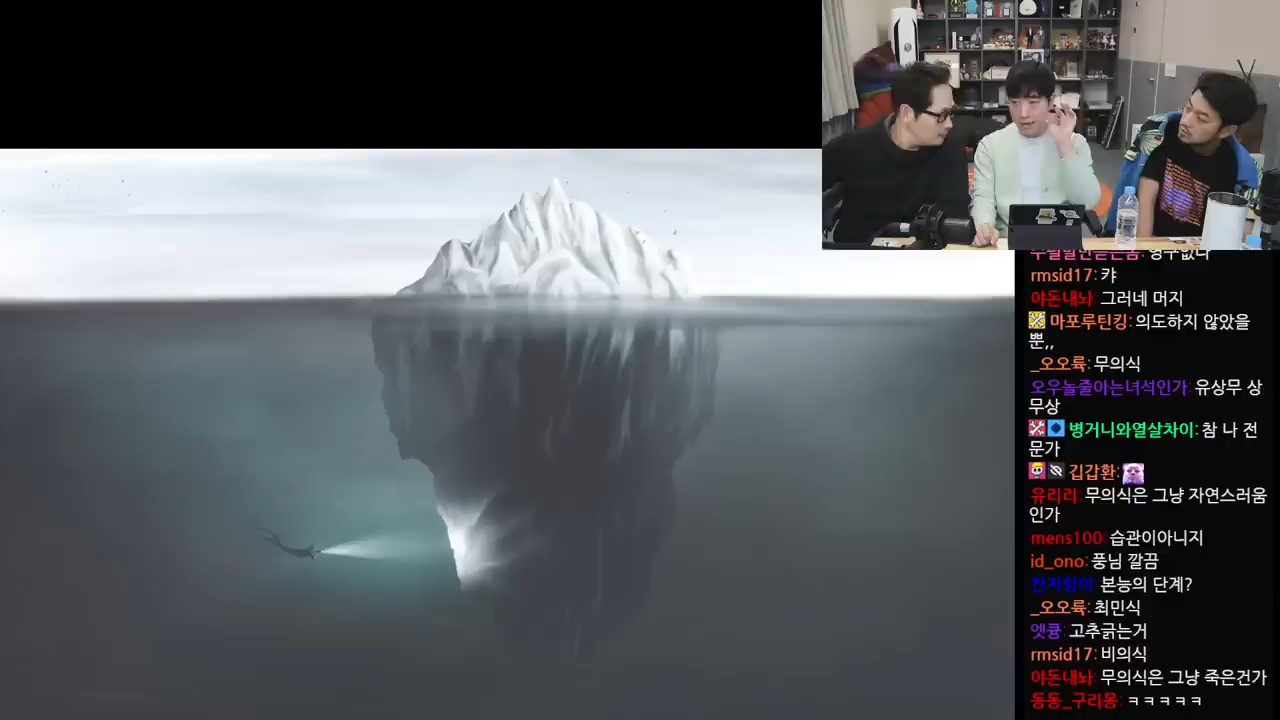 rmsid17: 캬
야돈내놔: 그러네 머지
마포루틴킹: 의도하지 않았을
뿐,,
_오오륙: 무의식
오우놀줄아는녀석인가: 유상무 상
무상
병거니와열살차이: 참 나 전
문가
김갑환:
유리리: 무의식은 그냥 자연스러움
인가
mens100: 습관이아니지
id_ono: 풍님 깔끔
본능의 단계?
_오오륙: 최민식
엣큥: 고추긁는거
rmsid17: 비의식
야돈내놔: 무의식은 그냥 죽은건가
동동_구리몽: ㅋㅋㅋㅋㅋ